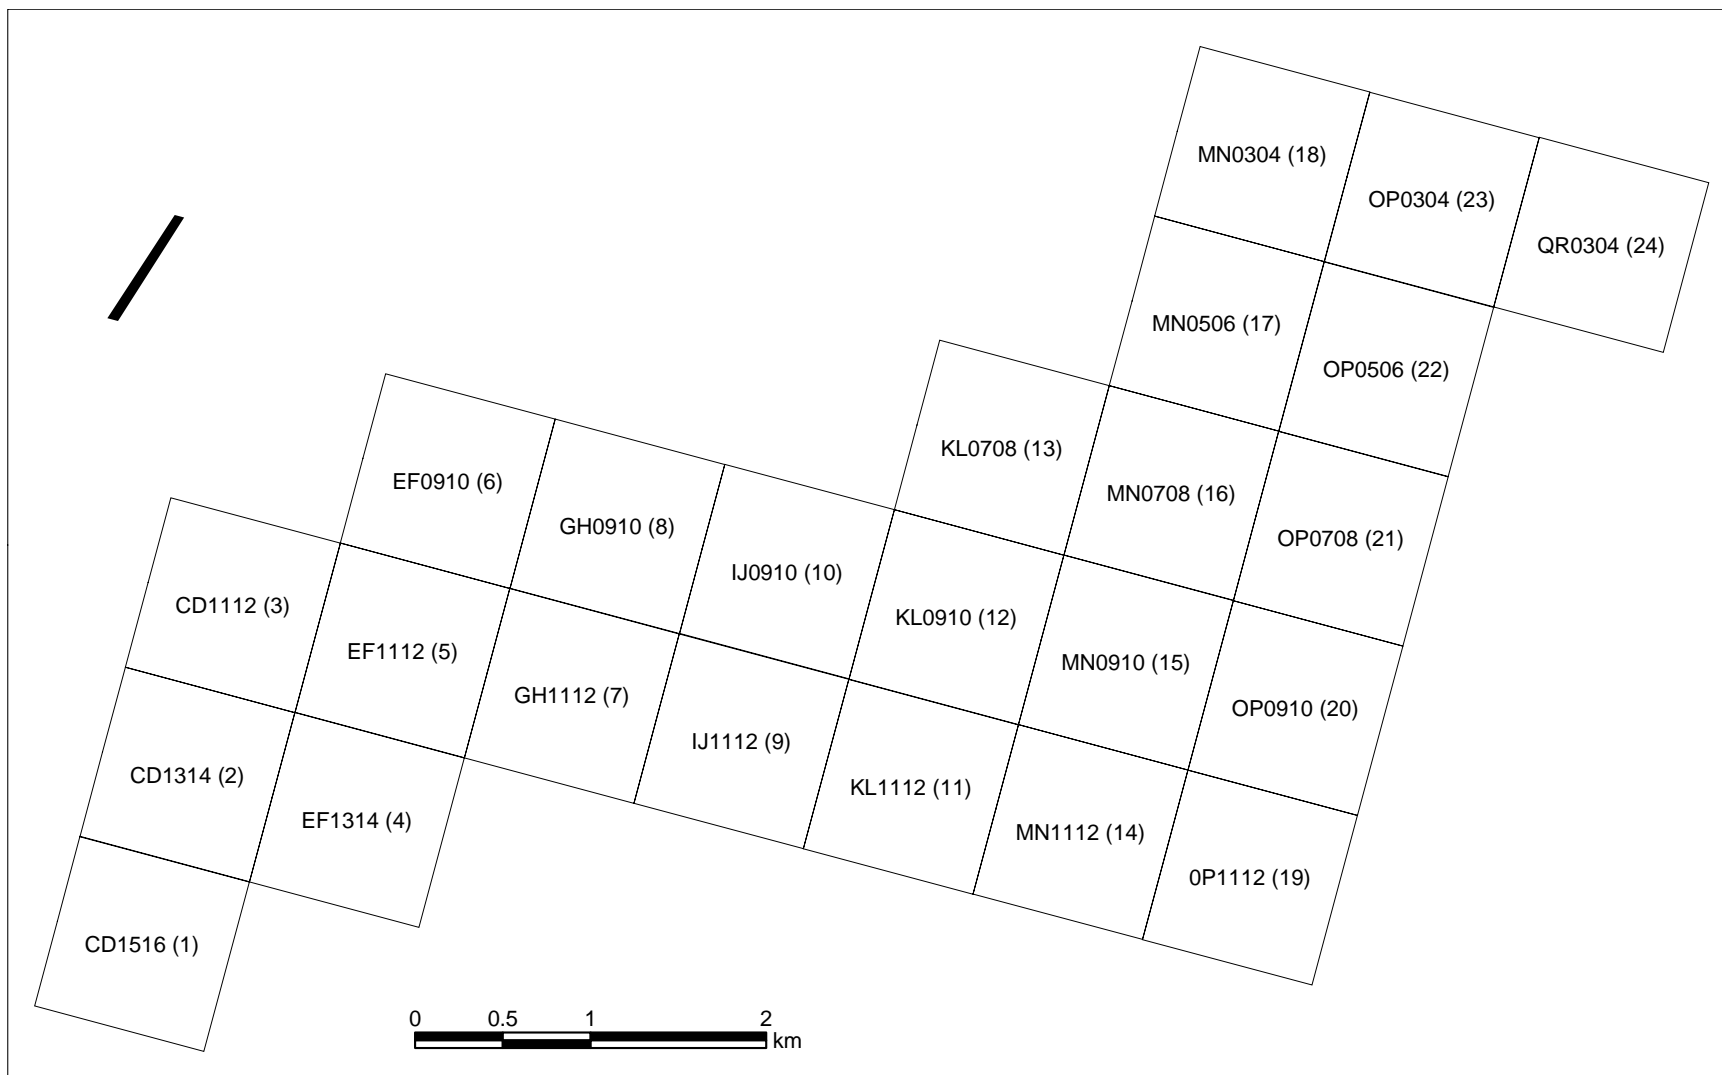 MN0304 (18)
OP0304 (23)
QR0304 (24)
MN0506 (17)
OP0506 (22)
KL0708 (13)
EF0910 (6)
MN0708 (16)
GH0910 (8)
OP0708 (21)
IJ0910 (10)
CD1112 (3)
KL0910 (12)
EF1112 (5)
MN0910 (15)
GH1112 (7)
OP0910 (20)
IJ1112 (9)
CD1314 (2)
KL1112 (11)
EF1314 (4)
MN1112 (14)
0P1112 (19)
CD1516 (1)
0 0.5 1 2
km